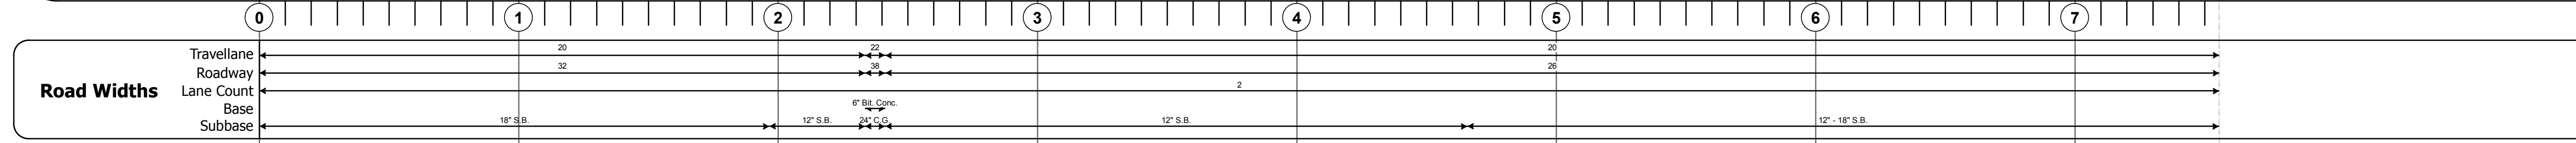 0 1 2 3 4 5 6 7
20 22 20
Travellane
32 38 26
Roadway
Road Widths
Lane Count
2
6" Bit. Conc.
Base
18" S.B. 12" S.B. 24" C.G. 12" S.B. 12" - 18" S.B.
Subbase